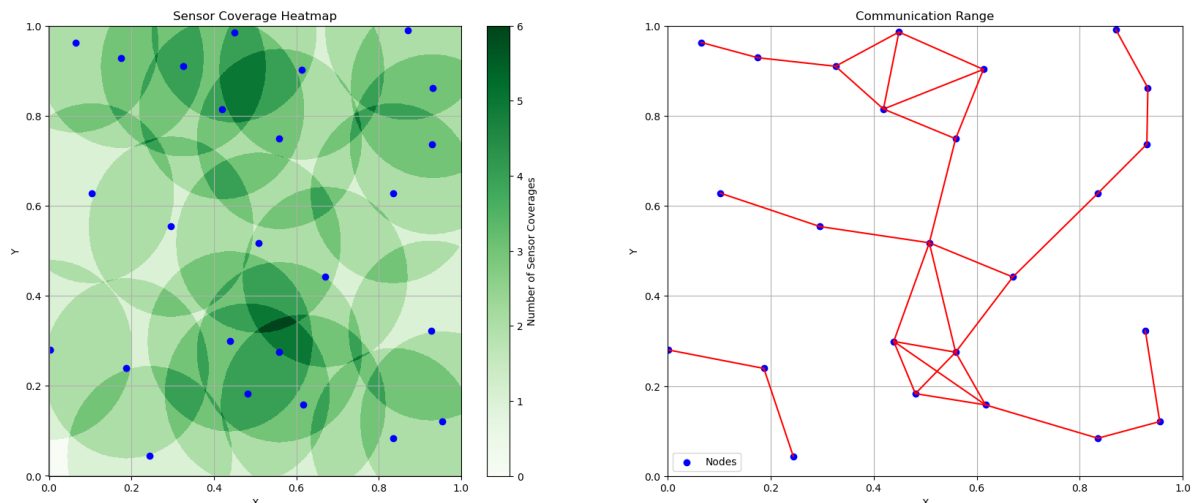 Sensor Coverage Heatmap
1.0
0.8
0.6
0.4
0.2
0.0
Y
0.0 0.2 0.4 0.6 0.8 1.0
X
6
5
4
3
2
1
0
Number of Sensor Coverages
Communication Range
1.0
0.8
0.6
0.4
0.2
0.0
Y
Nodes
0.0 0.2 0.4 0.6 0.8 1.0
X